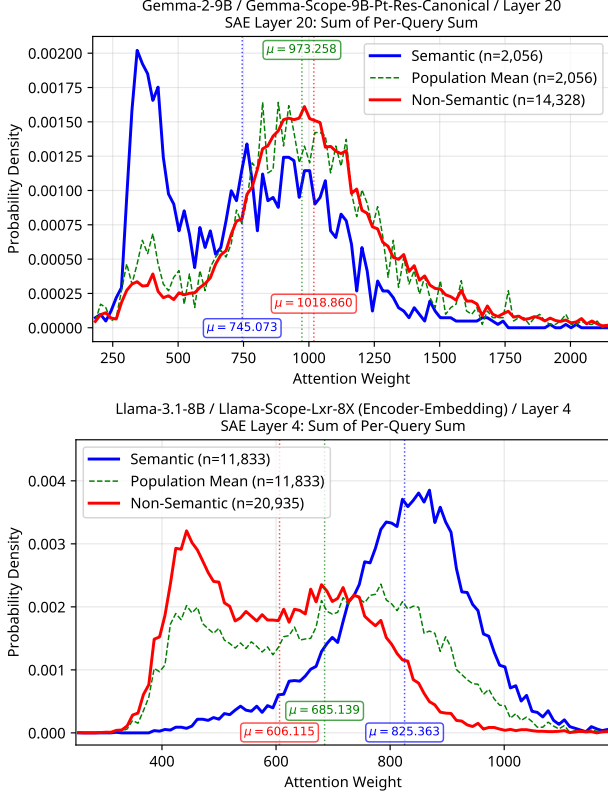 Gemma-2-9B / Gemma-Scope-9B-Pt-Res-Canonical / Layer 20
SAE Layer 20: Sum of Per-Query Sum
μ = 973.258
Semantic (n=2,056)
Population Mean (n=2,056)
Non-Semantic (n=14,328)
μ = 1018.860
μ = 745.073
0.00200
0.00175
0.00150
0.00125
0.00100
0.00075
0.00050
0.00025
0.00000
Probability Density
250 500 750 1000 1250 1500 1750 2000
Attention Weight
Llama-3.1-8B / Llama-Scope-Lxr-8X (Encoder-Embedding) / Layer 4
SAE Layer 4: Sum of Per-Query Sum
Semantic (n=11,833)
Population Mean (n=11,833)
Non-Semantic (n=20,935)
μ = 685.139
μ = 606.115
μ = 825.363
0.004
0.003
0.002
0.001
0.000
Probability Density
400 600 800 1000
Attention Weight